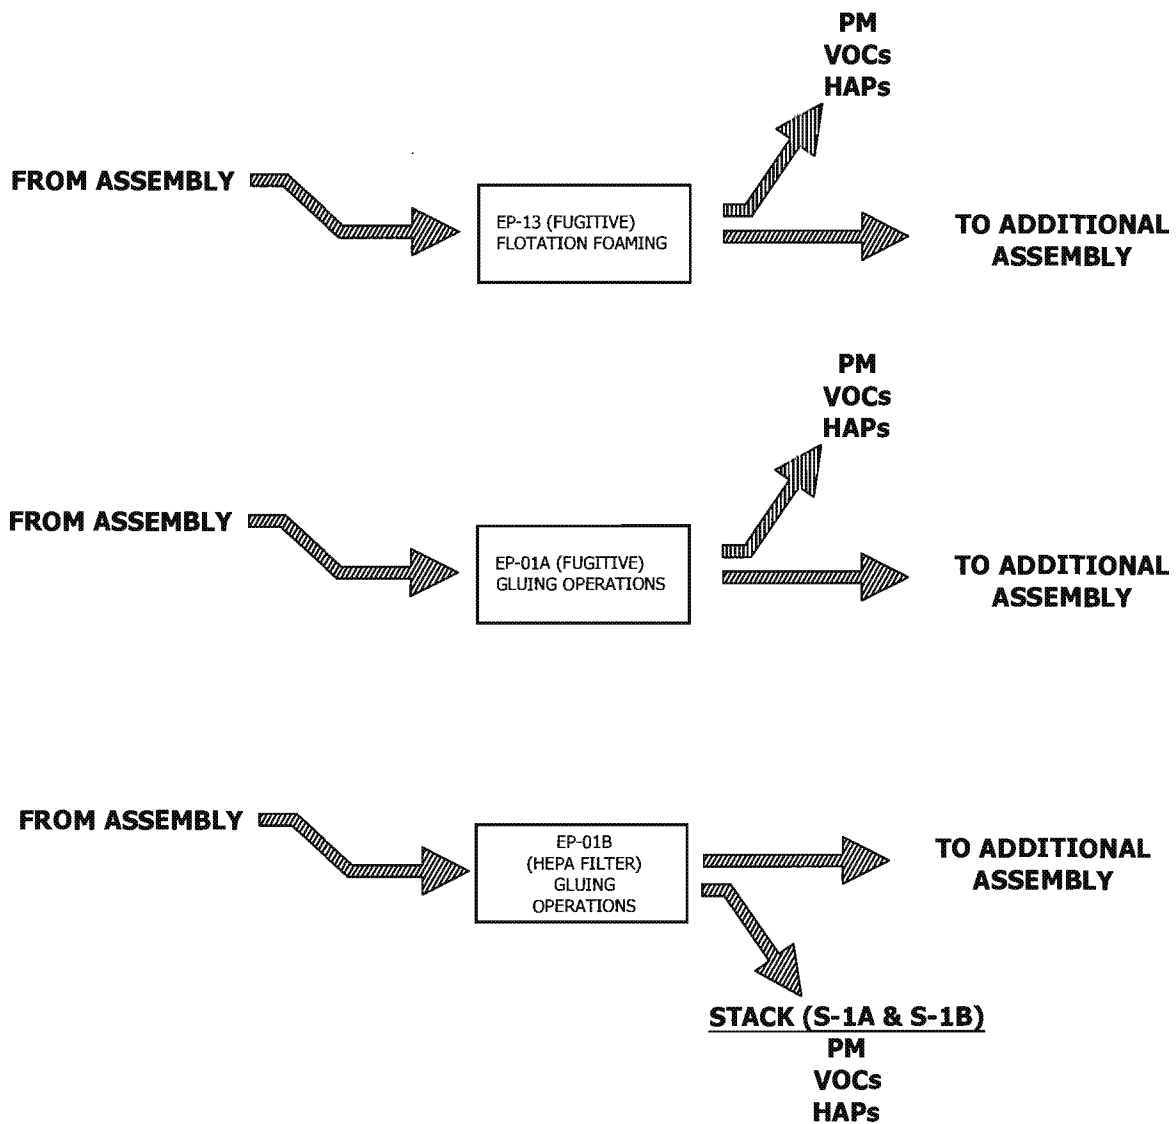 PM
VOCs
HAPs
FROM ASSEMBLY
EP-13 (FUGITIVE)
FLOTATION FOAMING
TO ADDITIONAL
ASSEMBLY
PM
VOCs
HAPs
FROM ASSEMBLY
EP-01A (FUGITIVE)
GLUING OPERATIONS
TO ADDITIONAL
ASSEMBLY
FROM ASSEMBLY
EP-01B
(HEPA FILTER)
GLUING
OPERATIONS
TO ADDITIONAL
ASSEMBLY
STACK (S-1A & S-1B)
PM
VOCs
HAPs